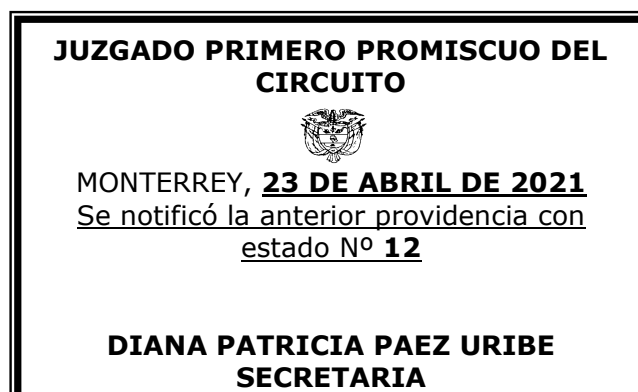 JUZGADO PRIMERO PROMISCUO DEL
CIRCUITO
MONTERREY, 23 DE ABRIL DE 2021
Se notificó la anterior providencia con
estado Nº 12
DIANA PATRICIA PAEZ URIBE
SECRETARIA